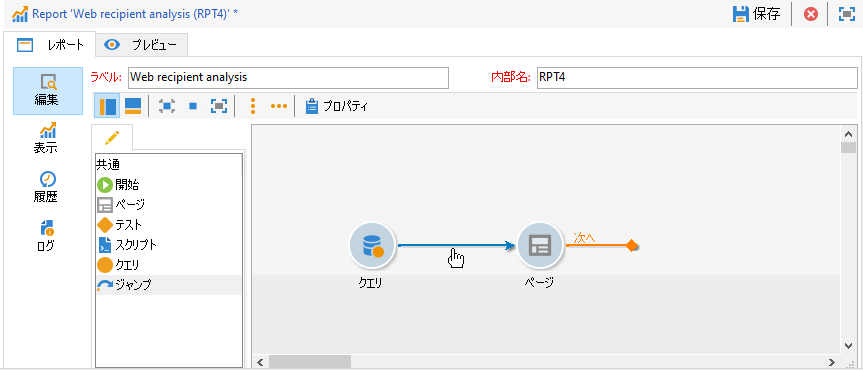 Report 'Web recipient analysis (RPT4)' *
保存
レポート
プレビュー
編集
表示
履歴
ログ
ラベル: Web recipient analysis
内部名: RPT4
プロパティ
共通
開始
ページ
テスト
スクリプト
クエリ
ジャンプ
次へ
クエリ
ページ